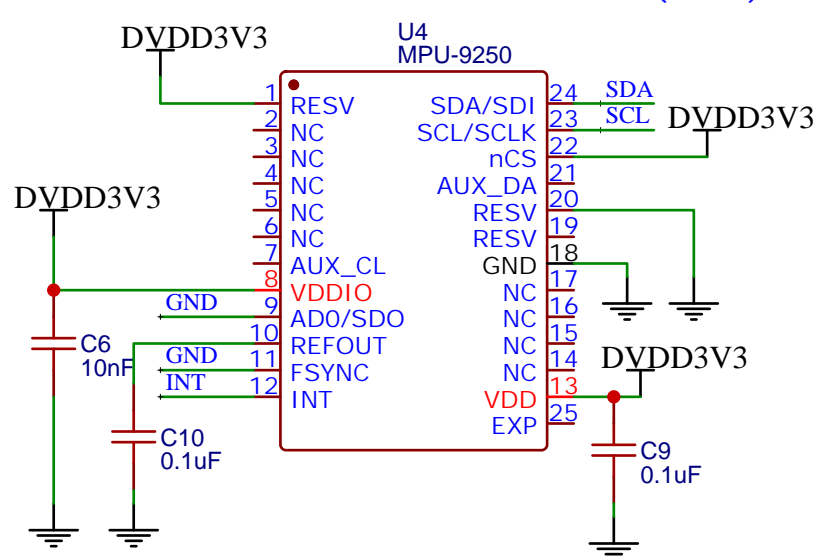 U4
MPU-9250
DVDD3V3
1 RESV
2 NC
3 NC
4 NC
5 NC
6 NC
7 AUX_CL
8 VDDIO
9 AD0/SDO
10 REFOUT
11 FSYNC
12 INT
24 SDA/SDI
23 SCL/SCLK
22 nCS
21 AUX_DA
20 RESV
19 RESV
18 GND
17 NC
16 NC
15 NC
14 NC
13 VDD
25 EXP
SDA
SCL
DVDD3V3
DVDD3V3
GND
GND
INT
C6
10nF
C10
0.1uF
DVDD3V3
C9
0.1uF